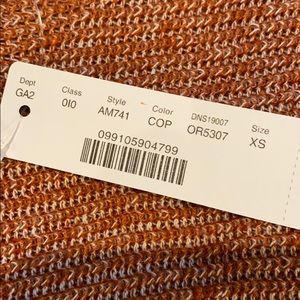 Dept Class Style Color DNS19007 Size
GA2 0I0 AM741 COP OR5307 XS
099105904799